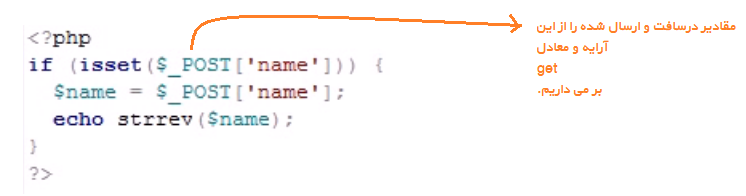 <?php
if (isset($_POST['name'])) {
$name = $_POST['name'];
echo strrev($name);
}
?>
مقادیر درسافت و ارسال شده را از این
آرایه و معادل
get
بر می داریم.